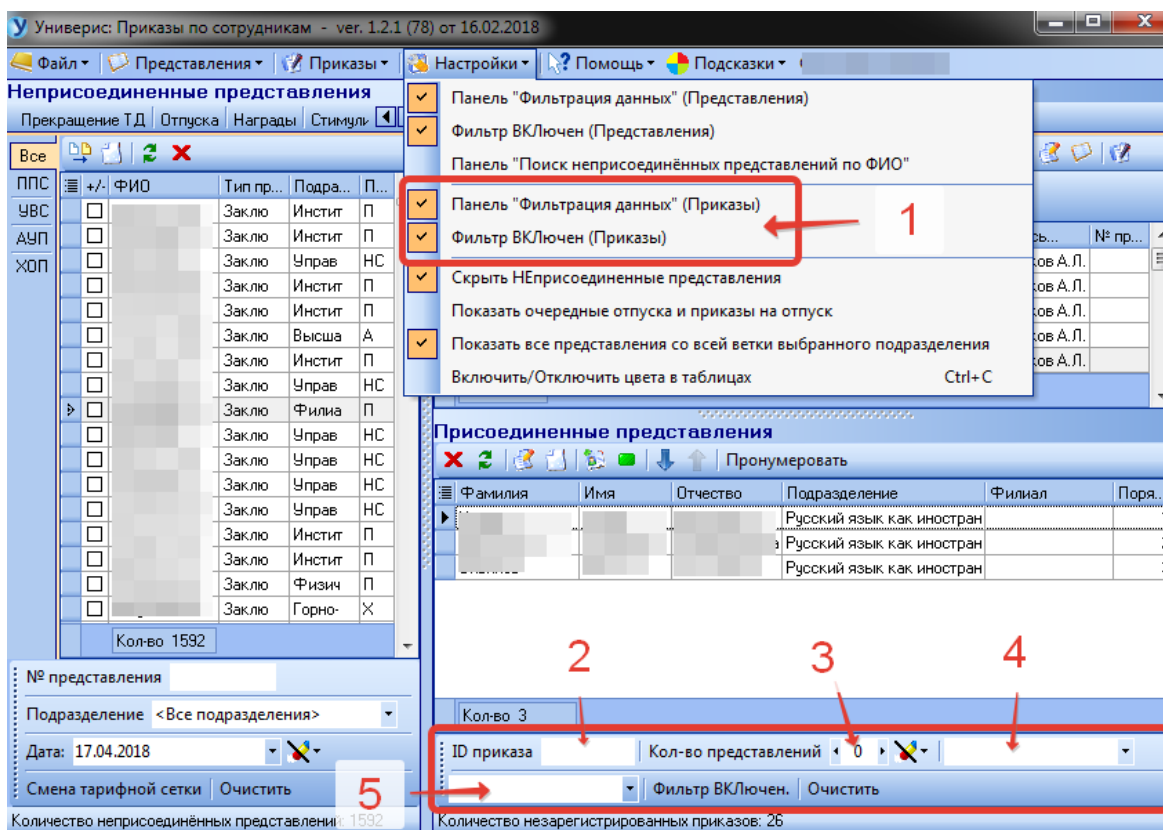 Универис: Приказы по сотрудникам - ver. 1.2.1 (78) от 16.02.2018
Файл Представления Приказы Настройки Помощь Подсказки
Неприсоединенные представления
Прекращение ТД Отпуска Награды Стимули
Все
ППС
УВС
АУП
ХОП
+/- ФИО Тип пр... Подра... П...
Заклю Инстит П
Заклю Инстит П
Заклю Управ НС
Заклю Инстит П
Заклю Инстит П
Заклю Высша А
Заклю Инстит П
Заклю Управ НС
Заклю Филиа П
Заклю Управ НС
Заклю Управ НС
Заклю Управ НС
Заклю Управ НС
Заклю Инстит П
Заклю Инстит П
Заклю Физич П
Заклю Горно- Х
Кол-во 1592
№ представления
Подразделение <Все подразделения>
Дата: 17.04.2018
Смена тарифной сетки Очистить
Количество неприсоединённых представлений: 1592
Панель "Фильтрация данных" (Представления)
Фильтр ВКЛючен (Представления)
Панель "Поиск неприсоединённых представлений по ФИО"
Панель "Фильтрация данных" (Приказы)
Фильтр ВКЛючен (Приказы)
1
Скрыть НЕприсоединенные представления
Показать очередные отпуска и приказы на отпуск
Показать все представления со всей ветки выбранного подразделения
Включить/Отключить цвета в таблицах Ctrl+C
сь... № пр...
ов А.Л.
ков А.Л.
ов А.Л.
ов А.Л.
ов А.Л.
Присоединенные представления
Пронумеровать
Фамилия Имя Отчество Подразделение Филиал Поря...
Русский язык как иностран
а Русский язык как иностран
Русский язык как иностран
2
3
4
Кол-во 3
ID приказа Кол-во представлений 0
5
Фильтр ВКЛючен. Очистить
Количество незарегистрированных приказов: 26